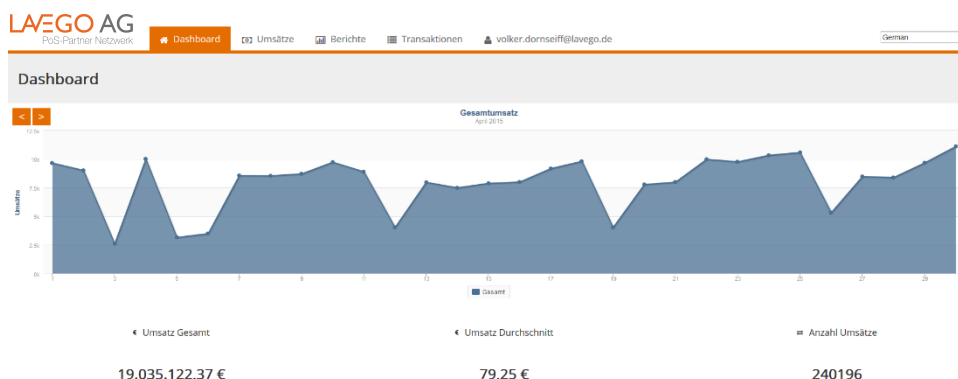 LAVEGO AG
PoS-Partner Netzwerk
Dashboard
Umsätze
Berichte
Transaktionen
volker.dornseiff@lavego.de
German
Dashboard
< >
Gesamtumsatz
April 2015
12.5k
10k
7.5k
5k
2.5k
0k
Umsätze
1 3 5 7 9 11 13 15 17 19 21 23 25 27 29
Gesamt
€ Umsatz Gesamt
€ Umsatz Durchschnitt
Anzahl Umsätze
19.035.122,37 €
79,25 €
240196